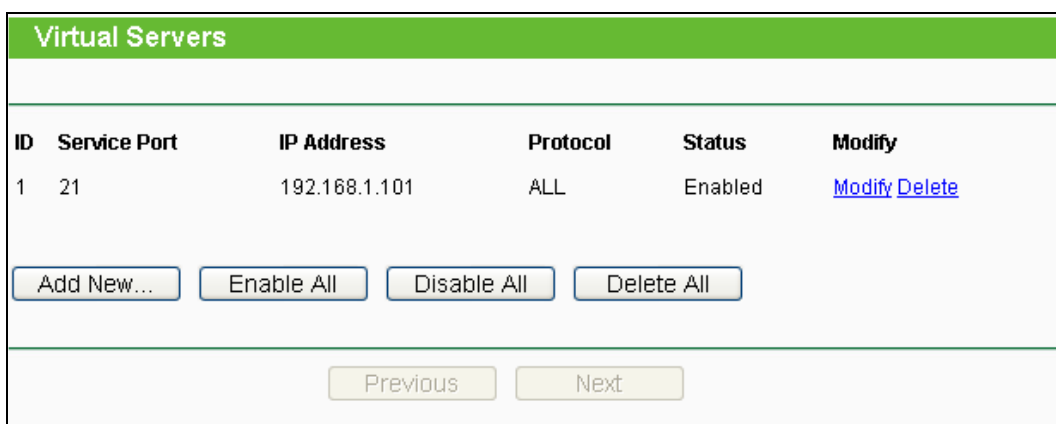 Virtual Servers
ID Service Port IP Address Protocol Status Modify
1 21 192.168.1.101 ALL Enabled Modify Delete
Add New... Enable All Disable All Delete All
Previous Next